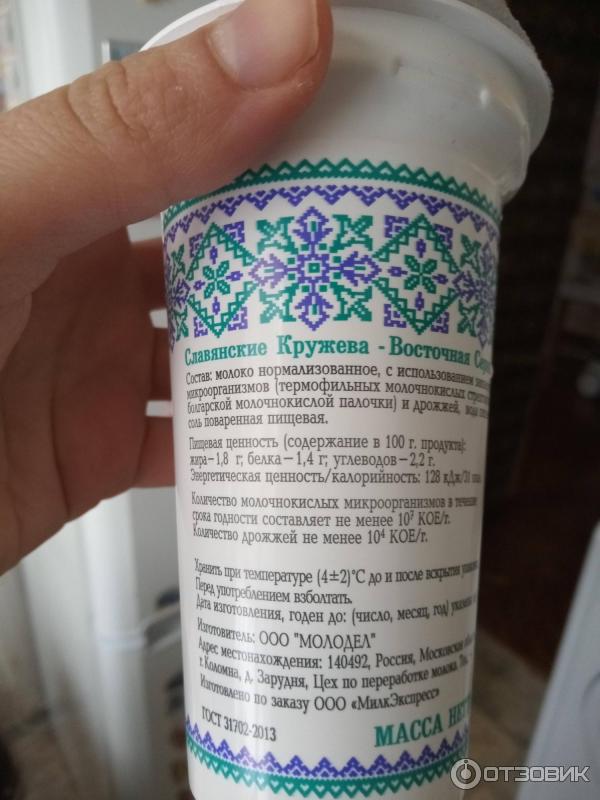 Славянские Кружева - Восточная
Состав: молоко нормализованное, с использованием
микроорганизмов (термофильных молочнокислых
болгарской молочнокислой палочки) и дрожжей, вода
соль поваренная пищевая.
Пищевая ценность (содержание в 100 г. продукта):
жира—1,8 г; белка—1,4 г; углеводов—2,2 г.
Энергетическая ценность/калорийность: 128 кДж/31
Количество молочнокислых микроорганизмов в течение
срока годности составляет не менее 10⁷ КОЕ/г.
Количество дрожжей не менее 10⁴ КОЕ/г.
Хранить при температуре (4±2)°C до и после вскрытия
Перед употреблением взболтать.
Дата изготовления, годен до: (число, месяц, год)
Изготовитель: ООО "МОЛОДЕЛ"
Адрес местонахождения: 140492, Россия, Московская
г. Коломна, д. Зарудня, Цех по переработке молока.
Изготовлено по заказу ООО «МилкЭкспресс»
ГОСТ 31702-2013
МАССА
ОТЗОВИК